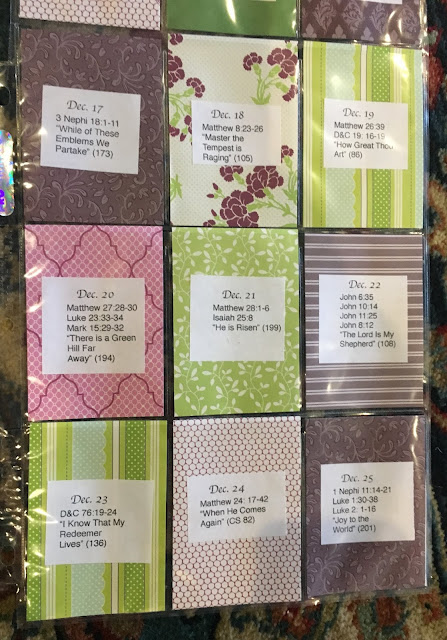 Dec. 17
3 Nephi 18:1-11
"While of These
Emblems We
Partake" (173)
Dec. 18
Matthew 8:23-26
"Master the
Tempest is
Raging" (105)
Dec. 19
Matthew 26:39
D&C 19: 16-19
"How Great Thou
Art" (86)
Dec. 20
Matthew 27:28-30
Luke 23:33-34
Mark 15:29-32
"There is a Green
Hill Far
Away" (194)
Dec. 21
Matthew 28:1-6
Isaiah 25:8
"He is Risen" (199)
Dec. 22
John 6:35
John 10:14
John 11:25
John 8:12
"The Lord Is My
Shepherd" (108)
Dec. 23
D&C 76:19-24
"I Know That My
Redeemer
Lives" (136)
Dec. 24
Matthew 24: 17-42
"When He Comes
Again" (CS 82)
Dec. 25
1 Nephi 11:14-21
Luke 1:30-38
Luke 2: 1-16
"Joy to the
World" (201)